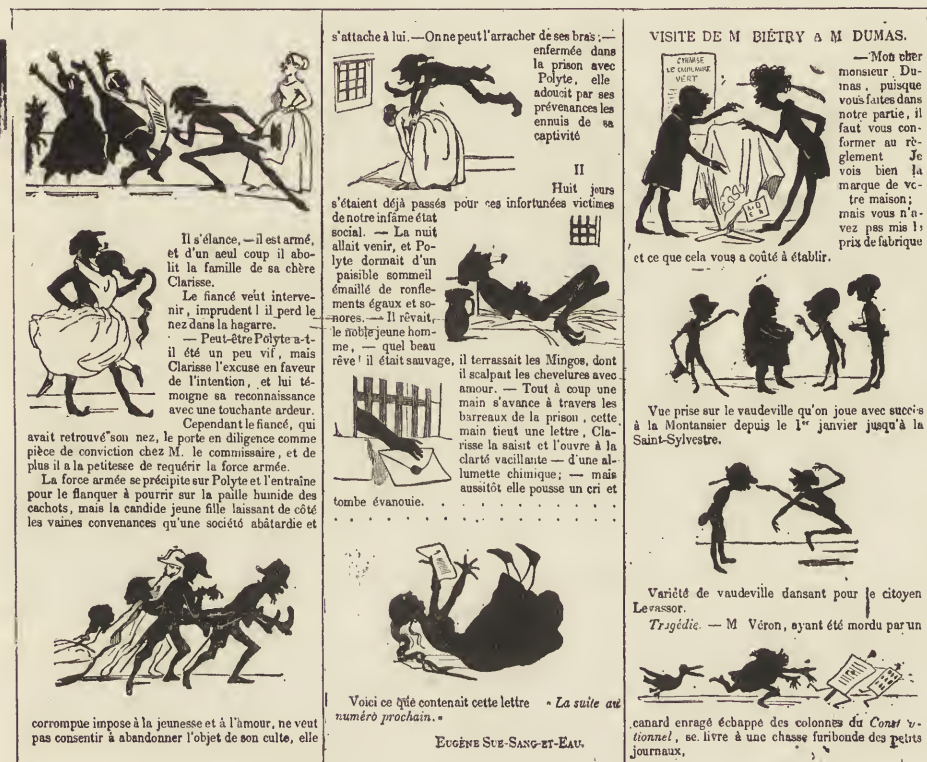 Il s'élance, — il est armé,
et d'un seul coup il abo-
lit la famille de sa chère
Clarisse.
Le fiancé veut interve-
nir, imprudent ! il perd le
nez dans la bagarre.
— Peut-être Polyte a-t-
il été un peu vif, mais
Clarisse l'excuse en faveur
de l'intention, et lui té-
moigne sa reconnaissance
avec une touchante ardeur.
Cependant le fiancé, qui
avait retrouvé son nez, le porte en diligence comme
pièce de conviction chez M. le commissaire, et de
plus il a la petitesse de requérir la force armée.
La force armée se précipite sur Polyte et l'entraîne
pour le flanquer à pourrir sur la paille humide des
cachots, mais la candide jeune fille laissant de côté
les vaines convenances qu'une société abâtardie et
corrompue impose à la jeunesse et à l'amour, ne veut
pas consentir à abandonner l'objet de son culte, elle
s'attache à lui. — On ne peut l'arracher de ses bras ; —
enfermée dans
la prison avec
Polyte, elle
adoucit par ses
prévenances les
ennuis de sa
captivité
II
Huit jours
s'étaient déjà passés pour ces infortunées victimes
de notre infâme état
social. — La nuit
allait venir, et Po-
lyte dormait d'un
paisible sommeil
émaillé de ronfle-
ments égaux et so-
nores. — Il rêvait,
le noble jeune hom-
me, — quel beau
rêve ! il était sauvage, il terrassait les Mingos, dont
il scalpait les chevelures avec
amour. — Tout à coup une
main s'avance à travers les
barreaux de la prison, cette
main tient une lettre, Cla-
risse la saisit et l'ouvre à la
clarté vacillante — d'une al-
lumette chimique ; — mais
aussitôt elle pousse un cri et
tombe évanouie.
Voici ce que contenait cette lettre « La suite au
numéro prochain. »
EUGÈNE SUE-SANG-ET-EAU.
VISITE DE M BIÉTRY A M DUMAS.
— Mon cher
monsieur Du-
mas, puisque
vous faites dans
notre partie, il
faut vous con-
former au rè-
glement Je
vois bien la
marque de vo-
tre maison ;
mais vous n'a-
vez pas mis le
prix de fabrique
et ce que cela vous a coûté à établir.
Vue prise sur le vaudeville qu'on joue avec succès
à la Montansier depuis le 1er janvier jusqu'à la
Saint-Sylvestre.
Variété de vaudeville dansant pour le citoyen
Levassor.
Tragédie. — M Véron, ayant été mordu par un
canard enragé échappé des colonnes du Constitu-
tionnel, se livre à une chasse furibonde des petits
journaux,